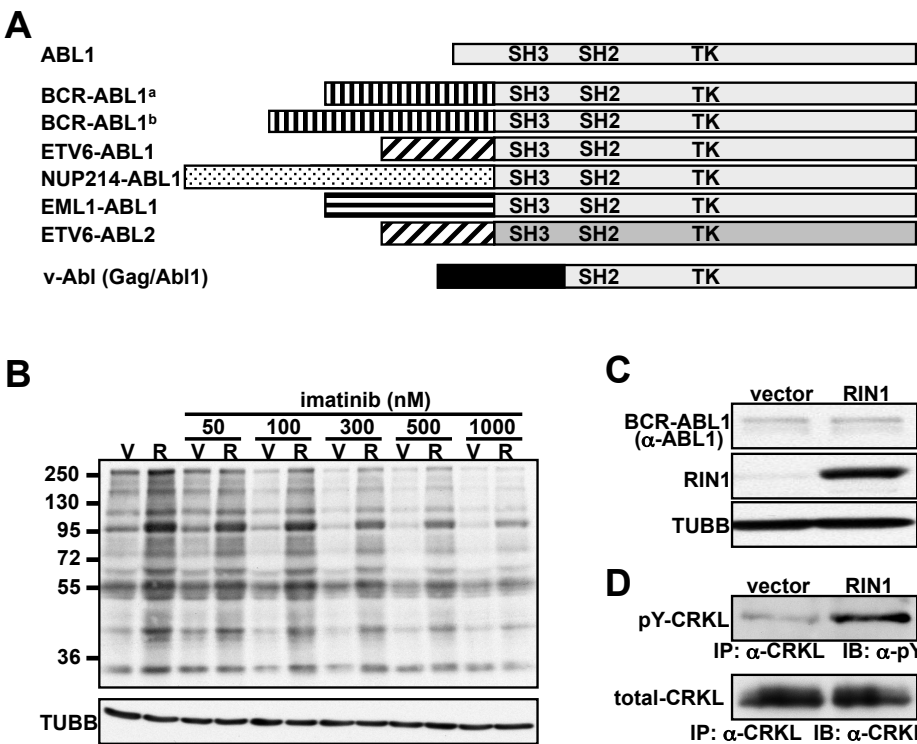 A
ABL1 SH3 SH2 TK
BCR-ABL1ᵃ SH3 SH2 TK
BCR-ABL1ᵇ SH3 SH2 TK
ETV6-ABL1 SH3 SH2 TK
NUP214-ABL1 SH3 SH2 TK
EML1-ABL1 SH3 SH2 TK
ETV6-ABL2 SH3 SH2 TK
v-Abl (Gag/Abl1) SH2 TK
B
imatinib (nM)
50 100 300 500 1000
V R V R V R V R V R V R
250
130
95
72
55
36
TUBB
C
vector RIN1
BCR-ABL1
(α-ABL1)
RIN1
TUBB
D
vector RIN1
pY-CRKL
IP: α-CRKL IB: α-pY
total-CRKL
IP: α-CRKL IB: α-CRKL